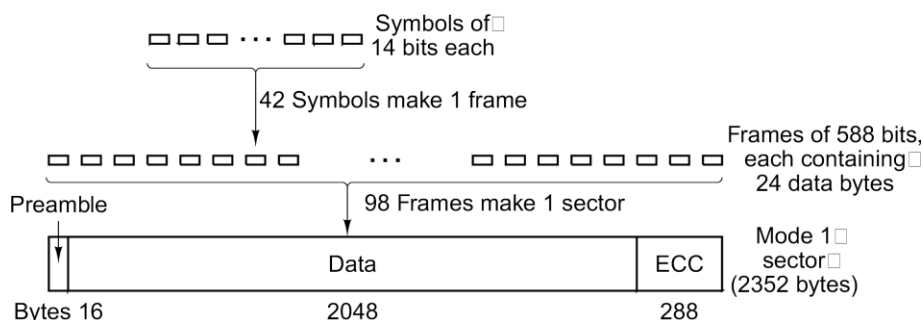 Symbols of
14 bits each
42 Symbols make 1 frame
Frames of 588 bits,
each containing
24 data bytes
Preamble
98 Frames make 1 sector
Data
ECC
Mode 1
sector
(2352 bytes)
Bytes 16
2048
288